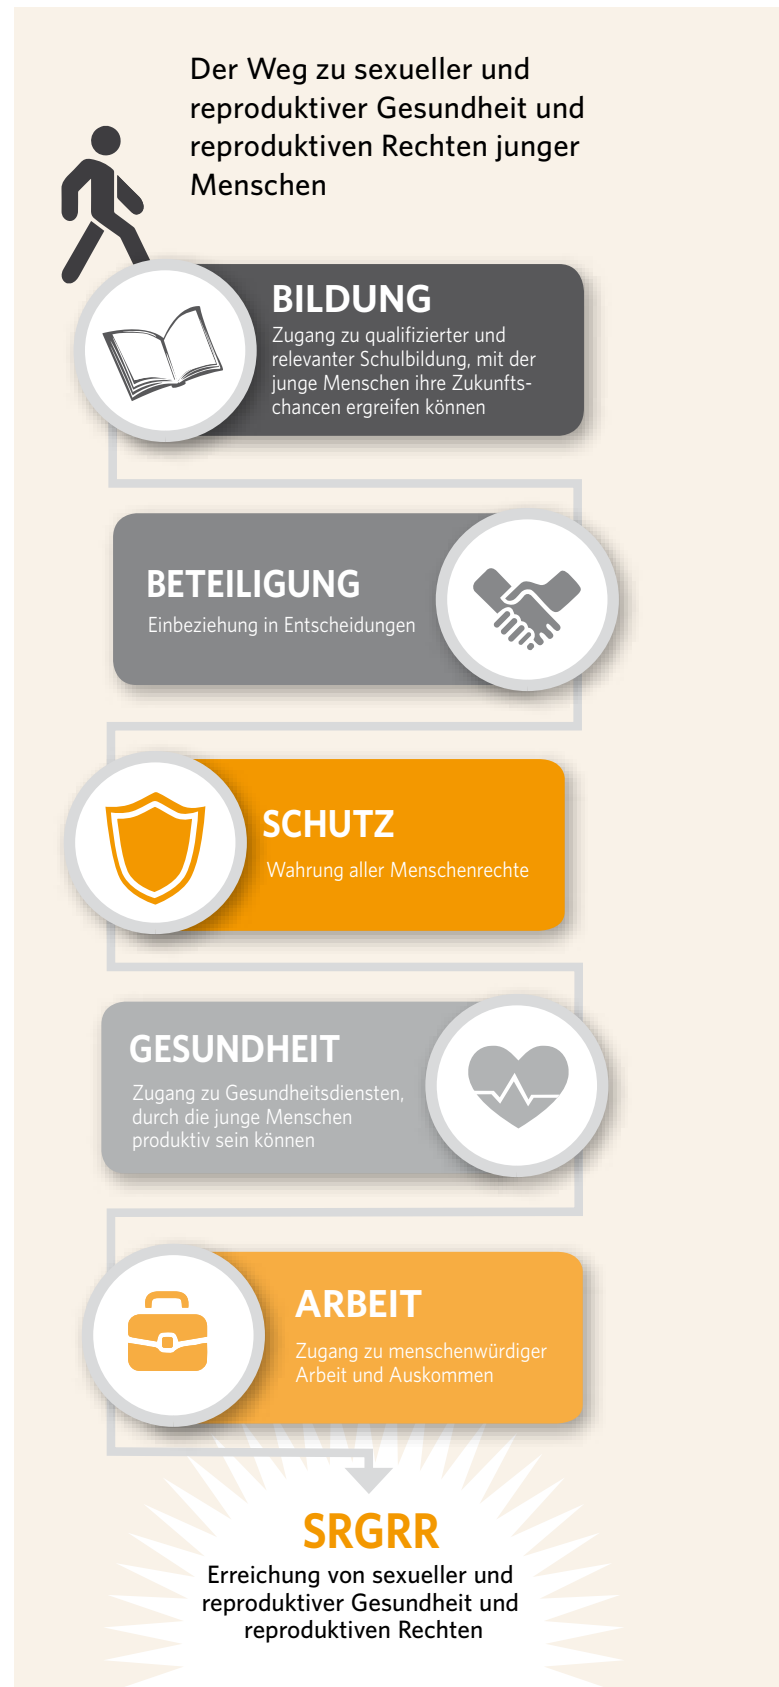 Der Weg zu sexueller und
reproduktiver Gesundheit und
reproduktiven Rechten junger
Menschen
BILDUNG
Zugang zu qualifizierter und
relevanter Schulbildung, mit der
junge Menschen ihre Zukunfts-
chancen ergreifen können
BETEILIGUNG
Einbeziehung in Entscheidungen
SCHUTZ
Wahrung aller Menschenrechte
GESUNDHEIT
Zugang zu Gesundheitsdiensten,
durch die junge Menschen
produktiv sein können
ARBEIT
Zugang zu menschenwürdiger
Arbeit und Auskommen
SRGRR
Erreichung von sexueller und
reproduktiver Gesundheit und
reproduktiven Rechten